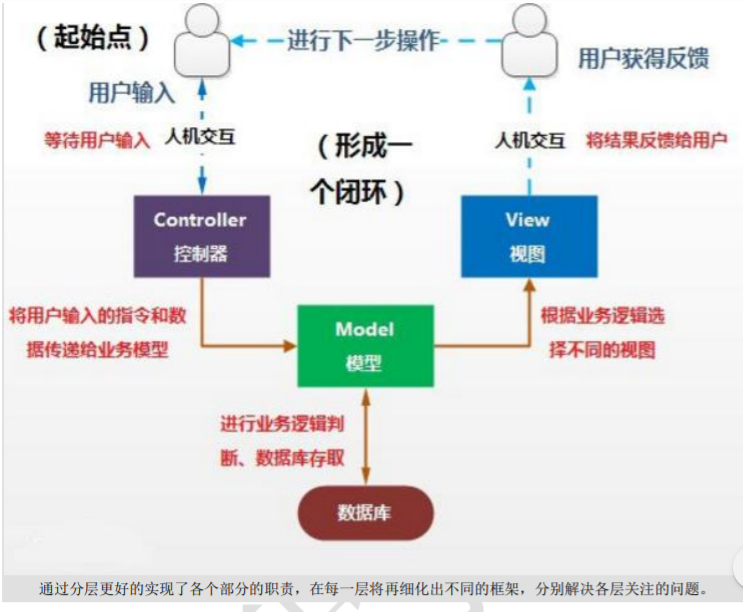 （起始点）
进行下一步操作
用户获得反馈
用户输入
等待用户输入
人机交互
（形成一
个闭环）
人机交互
将结果反馈给用户
Controller
控制器
View
视图
将用户输入的指令和数
据传递给业务模型
Model
模型
根据业务逻辑选
择不同的视图
进行业务逻辑判
断、数据库存取
数据库
通过分层更好的实现了各个部分的职责，在每一层将再细化出不同的框架，分别解决各层关注的问题。